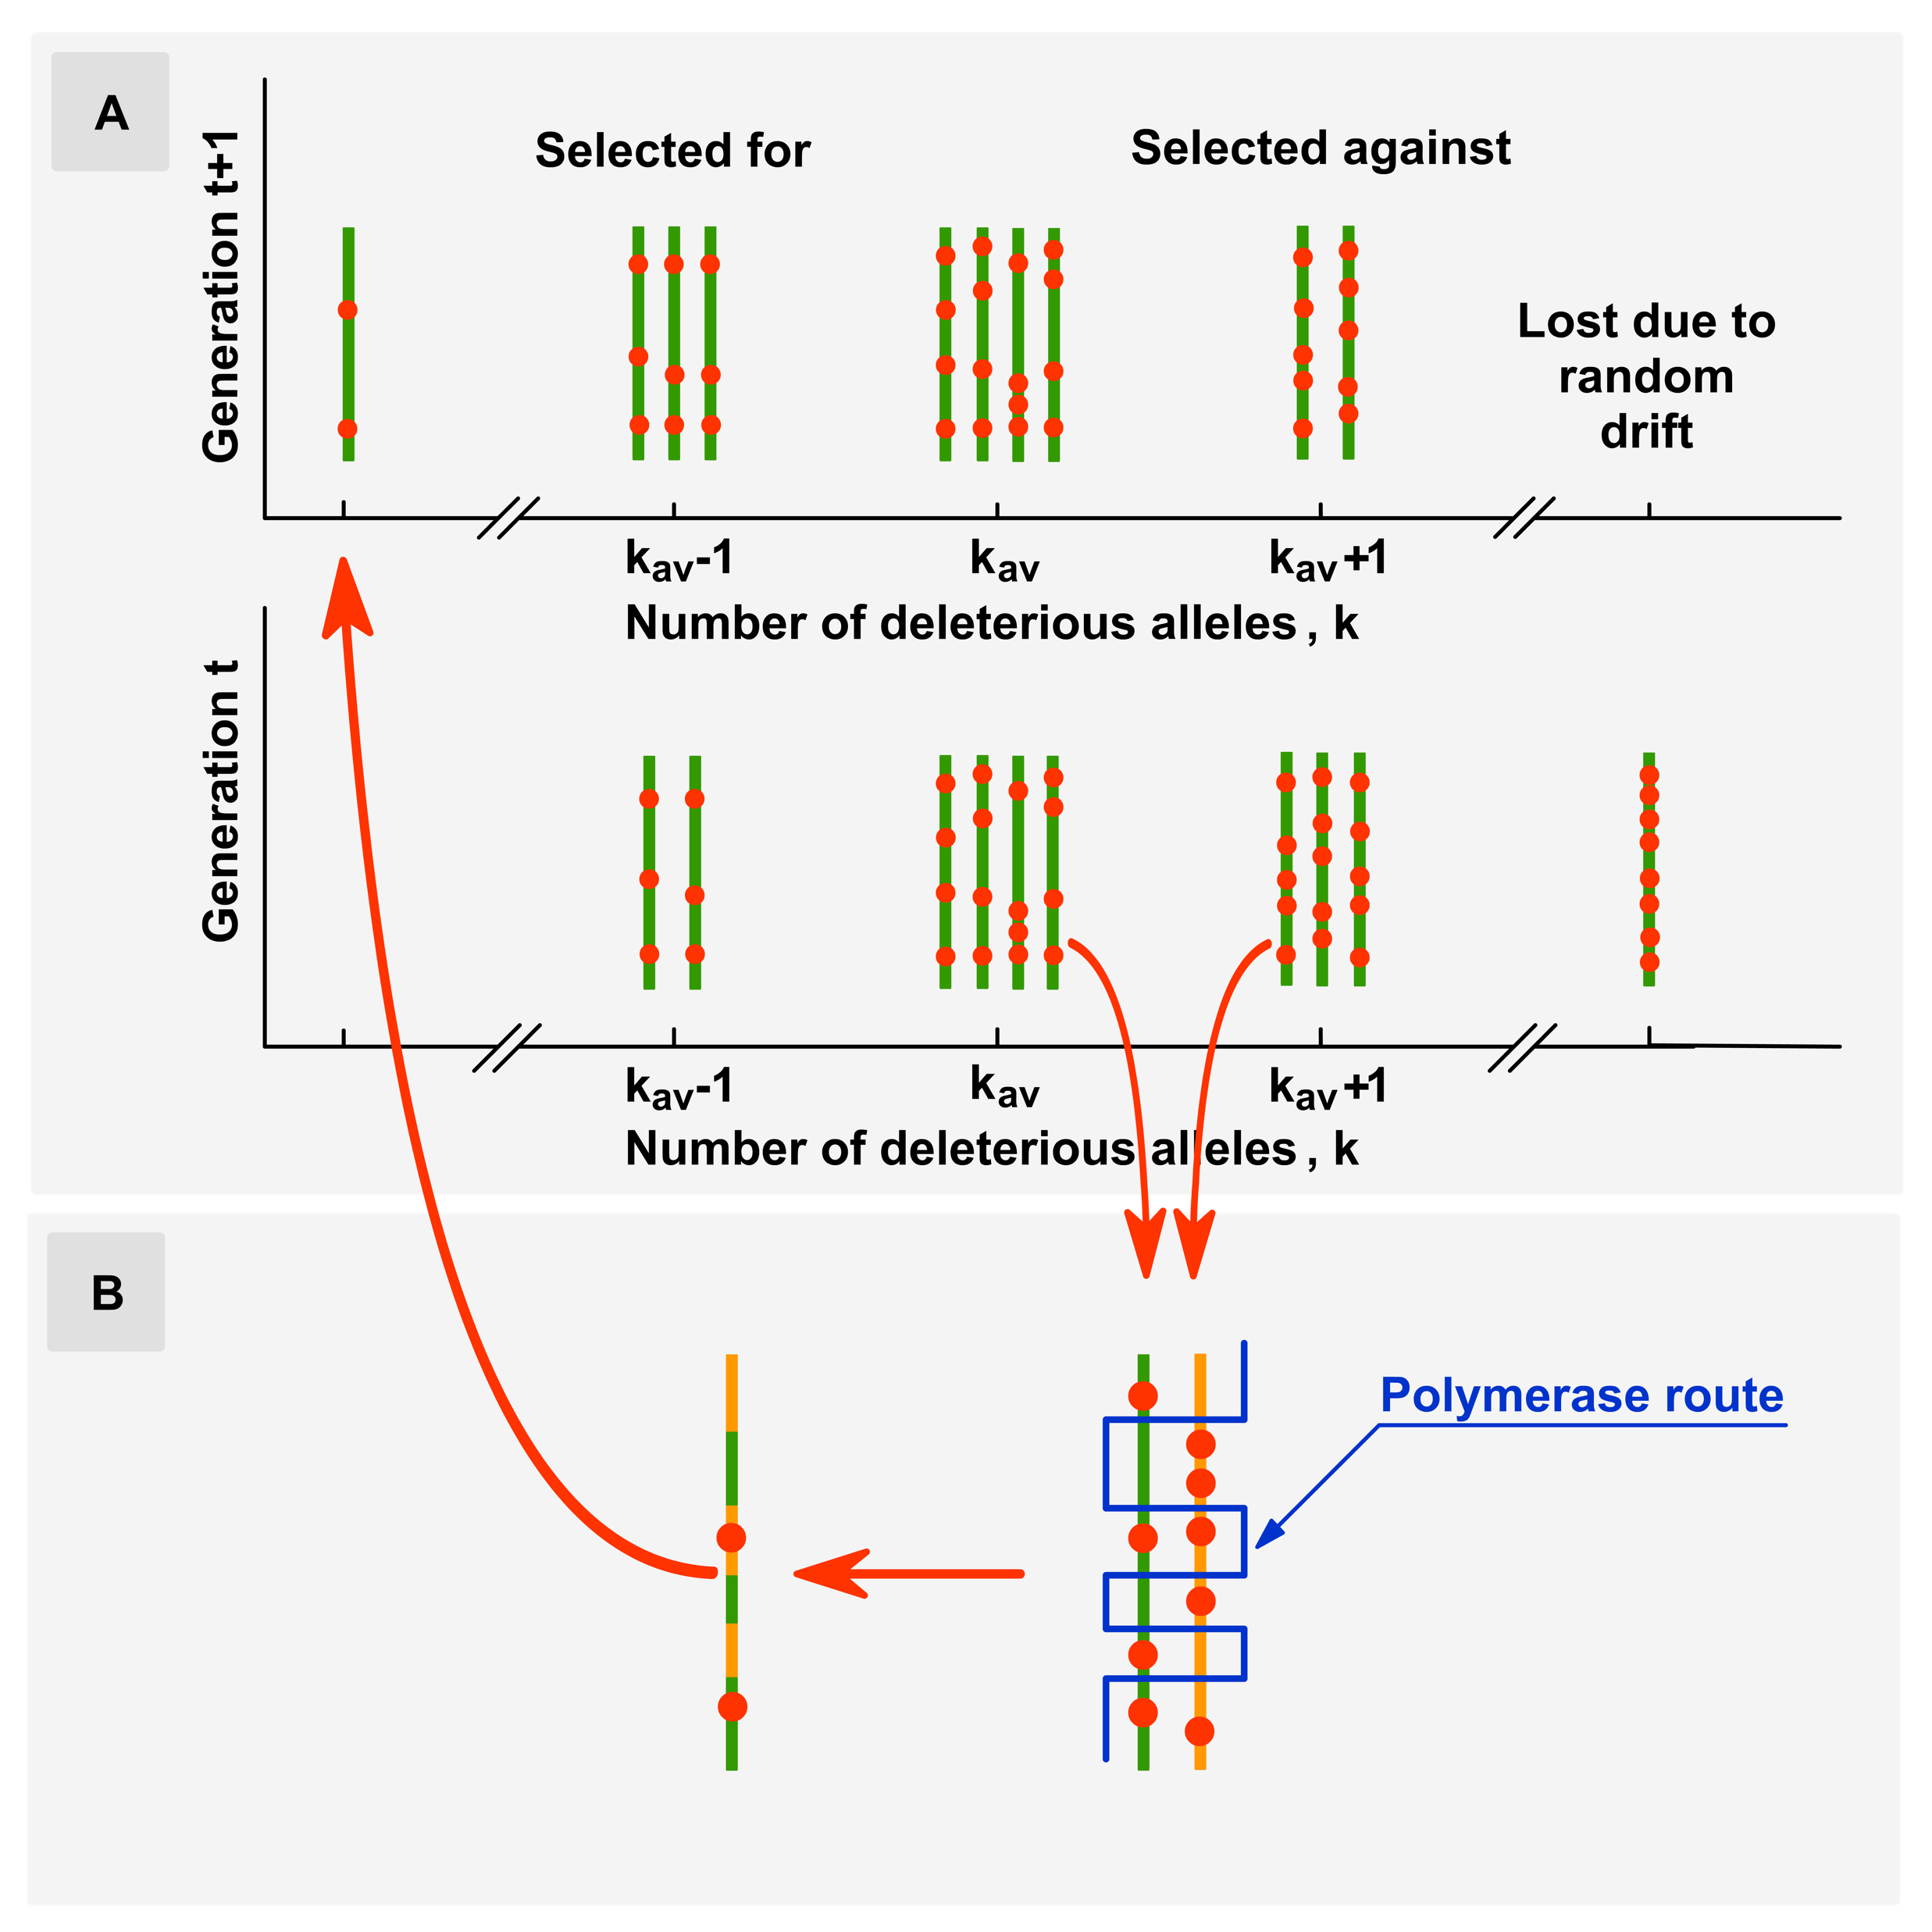 A
Generation t+1
Selected for
Selected against
Lost due to
random
drift
kav-1
kav
kav+1
Number of deleterious alleles , k
Generation t
kav-1
kav
kav+1
Number of deleterious alleles , k
B
Polymerase route